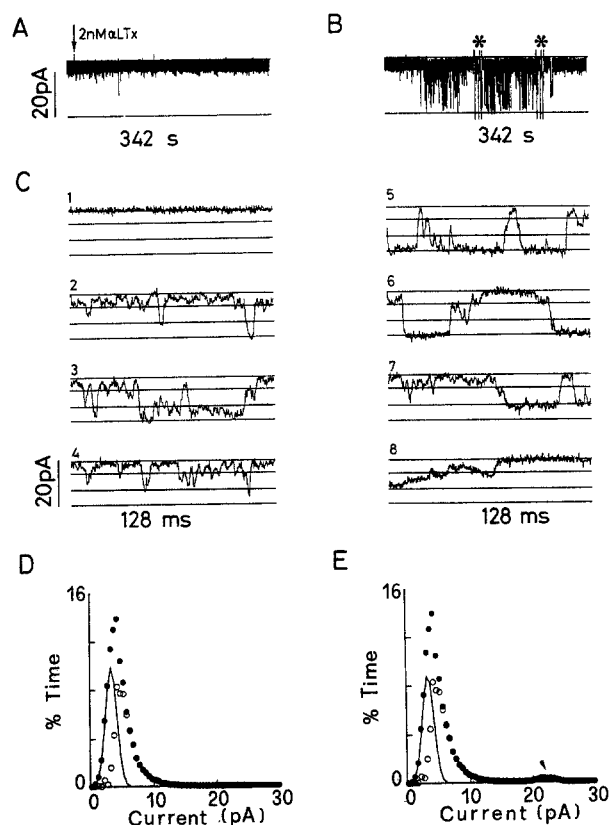 A
2nMαLTx
20pA
342 s
B
* *
342 s
C
1
2
3
4
20pA
128 ms
5
6
7
8
128 ms
D
16
% Time
0
0 10 20 30
Current (pA)
E
16
% Time
0
0 10 20 30
Current (pA)